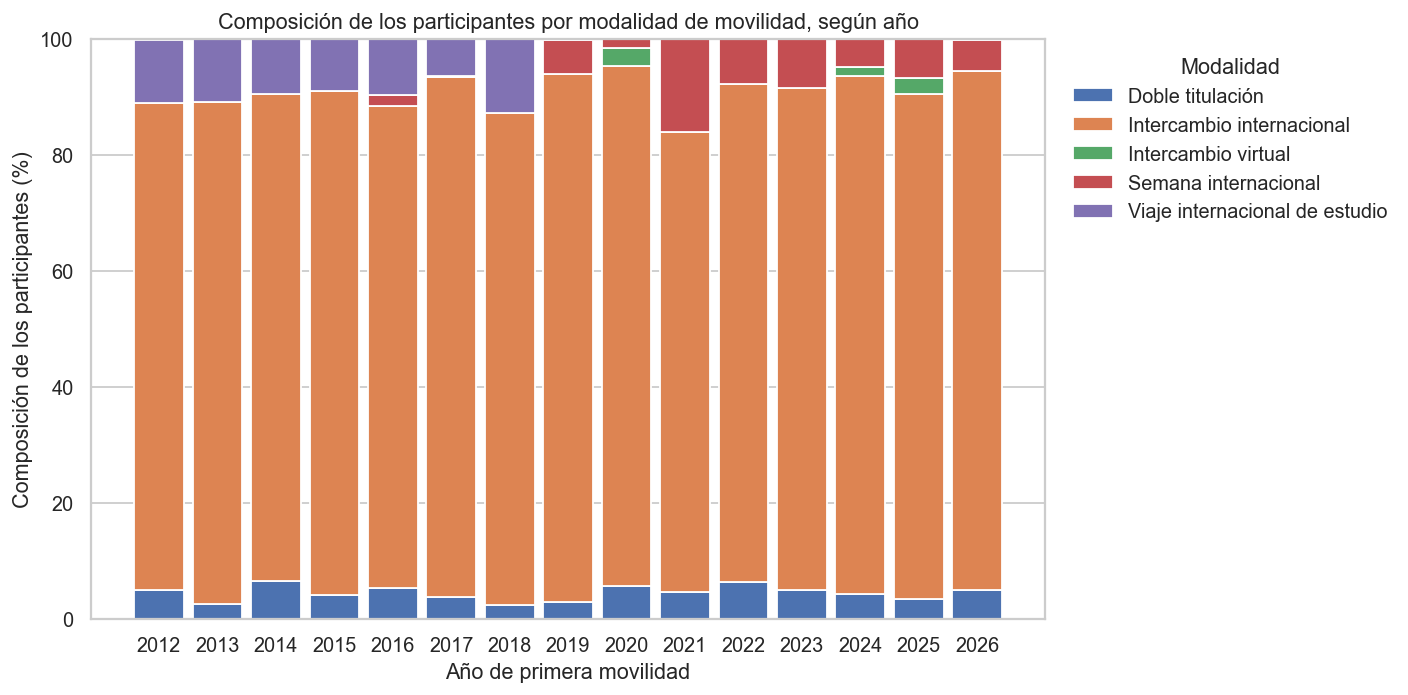 Composición de los participantes por modalidad de movilidad, según año
Composición de los participantes (%)
100
80
60
40
20
0
2012 2013 2014 2015 2016 2017 2018 2019 2020 2021 2022 2023 2024 2025 2026
Año de primera movilidad
Modalidad
Doble titulación
Intercambio internacional
Intercambio virtual
Semana internacional
Viaje internacional de estudio